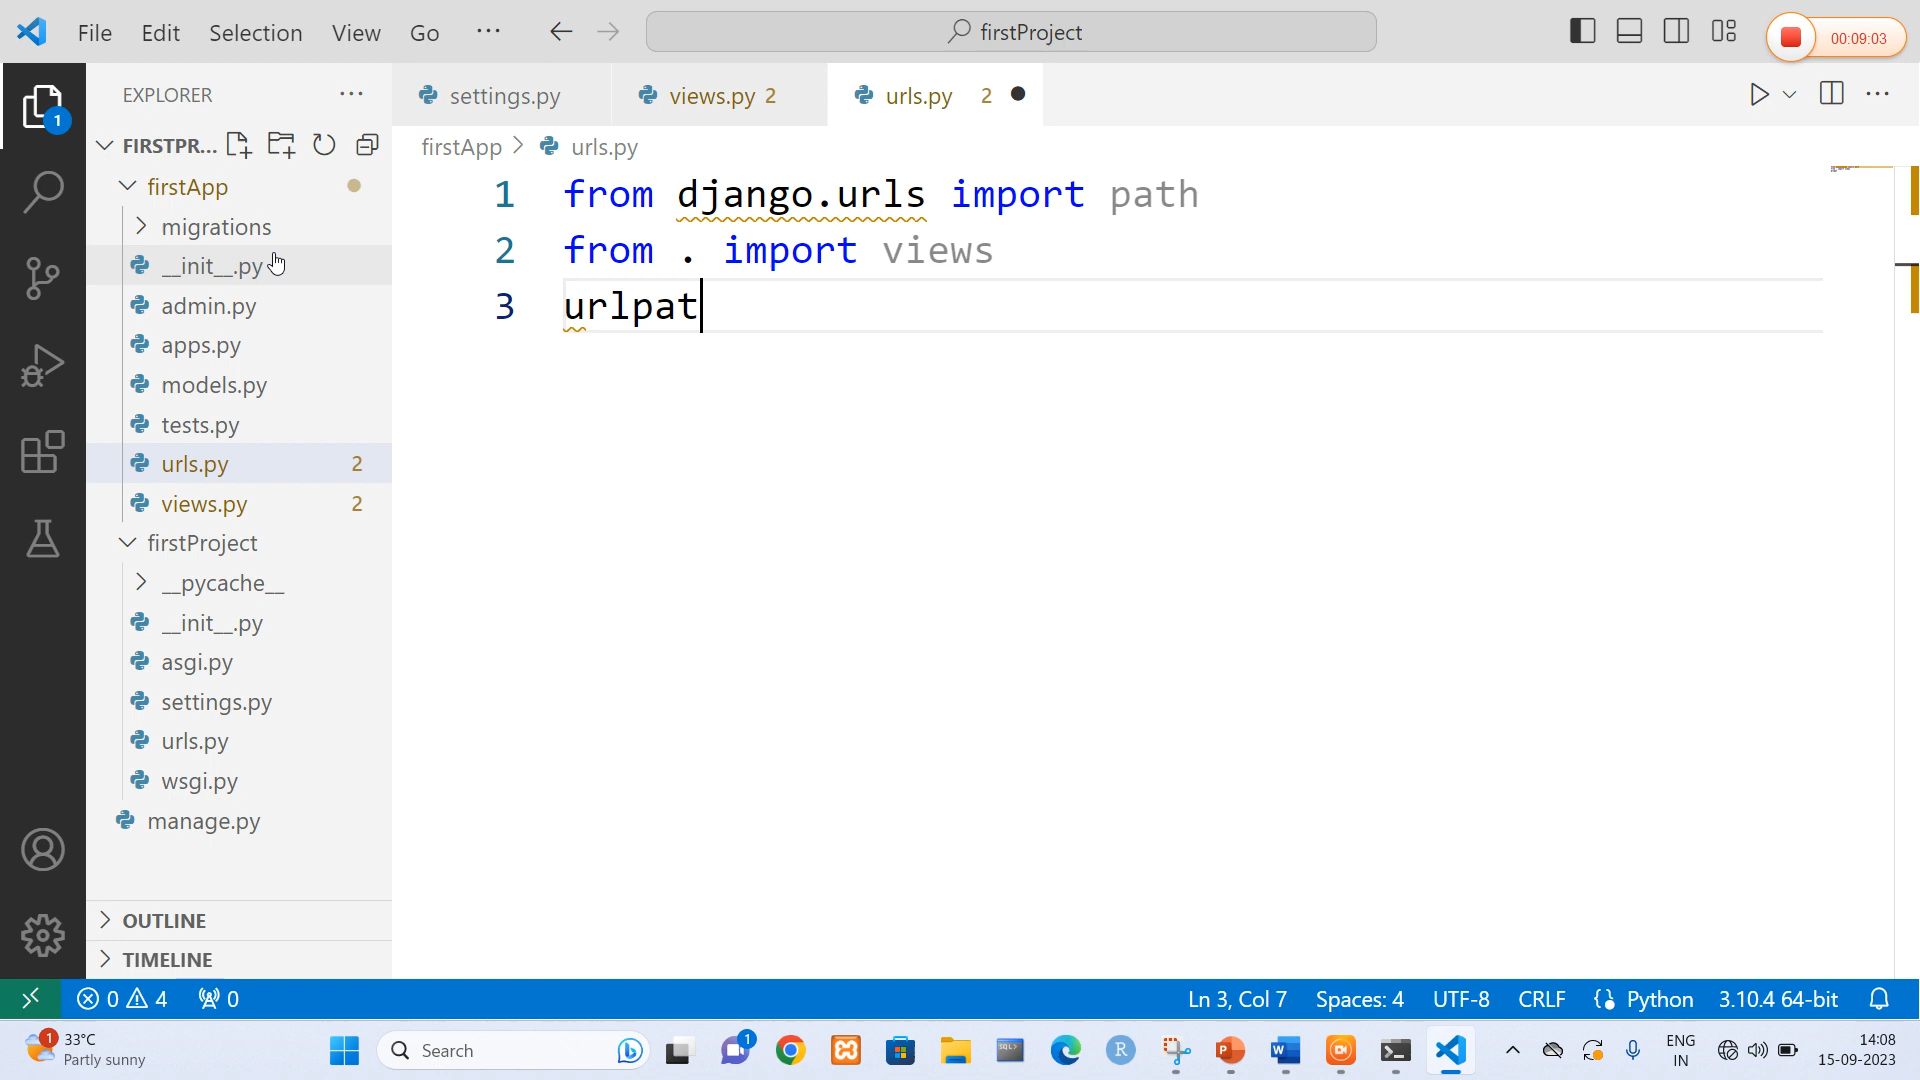 File Edit Selection View Go ··· firstProject 00:09:03
EXPLORER ···
settings.py views.py 2 urls.py 2
FIRSTPR...
firstApp > urls.py
firstApp
migrations
__init__.py
admin.py
apps.py
models.py
tests.py
urls.py 2
views.py 2
firstProject
__pycache__
__init__.py
asgi.py
settings.py
urls.py
wsgi.py
manage.py
OUTLINE
TIMELINE
1 from django.urls import path
2 from . import views
3 urlpat
1
0 4 0 Ln 3, Col 7 Spaces: 4 UTF-8 CRLF Python 3.10.4 64-bit
1 33°C
Partly sunny
Search
SQL>
1
R
P
W
ENG
IN
14:08
15-09-2023